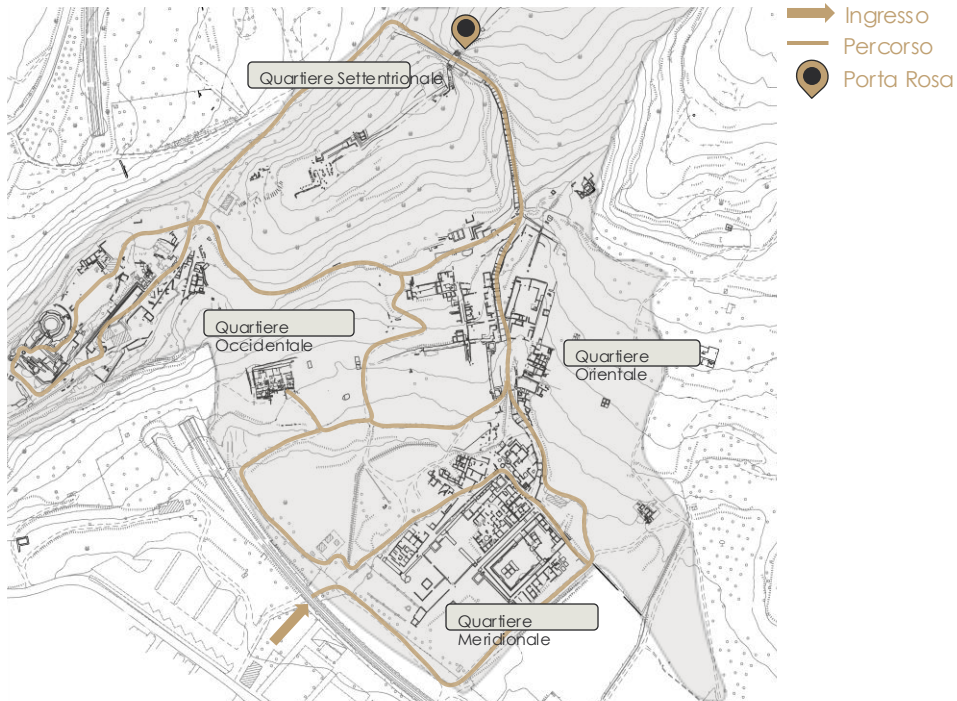 Ingresso
Percorso
Porta Rosa
Quartiere Settentrionale
Quartiere
Occidentale
Quartiere
Orientale
Quartiere
Meridionale